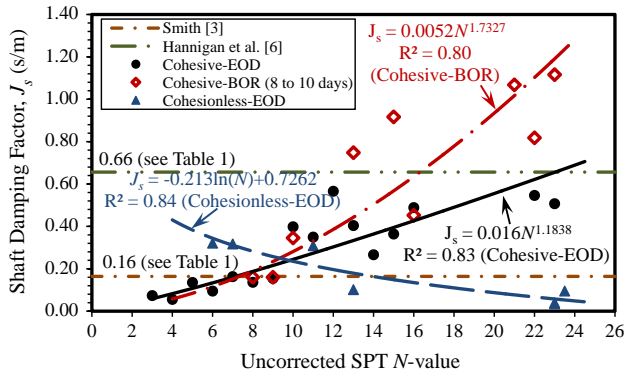 1.40
1.20
1.00
0.80
0.60
0.40
0.20
0.00
Shaft Damping Factor, Js (s/m)
Smith [3]
Hannigan et al. [6]
Cohesive-EOD
Cohesive-BOR (8 to 10 days)
Cohesionless-EOD
Js = 0.0052N^1.7327
R² = 0.80
(Cohesive-BOR)
0.66 (see Table 1)
Js = -0.213ln(N)+0.7262
R² = 0.84 (Cohesionless-EOD)
0.16 (see Table 1)
Js = 0.016N^1.1838
R² = 0.83 (Cohesive-EOD)
0 2 4 6 8 10 12 14 16 18 20 22 24 26
Uncorrected SPT N-value